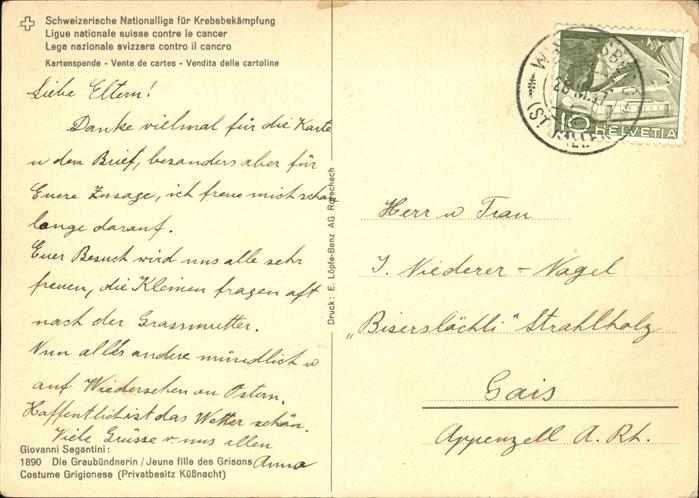 Schweizerische Nationalliga für Krebsbekämpfung
Ligue nationale suisse contre le cancer
Lega nazionale svizzera contro il cancro
Kartenspende - Vente de cartes - Vendita delle cartoline
Liebe Eltern!
Danke vielmal für die Karte
u den Brief, besonders aber für
Euere Zusage, ich freue mich schon
lange darauf.
Euer Besuch wird uns alle sehr
freuen, die Kleinen fragen oft
nach der Grossmutter.
Nun alles andere mündlich u
auf Wiedersehen an Ostern.
Hoffentlich ist das Wetter schön.
Viele Grüsse v uns allen
Anna
Giovanni Segantini:
1890 Die Graubündnerin / Jeune fille des Grisons
Costume Grigionese (Privatbesitz Küßnacht)
Druck: E. Löpfe-Benz AG Rorschach
5 HELVETIA
(ST. GALLEN)
Herr u Frau
J. Niederer - Nagel
„Biserslöchli" Strahlholz
Gais
Appenzell A. Rh.